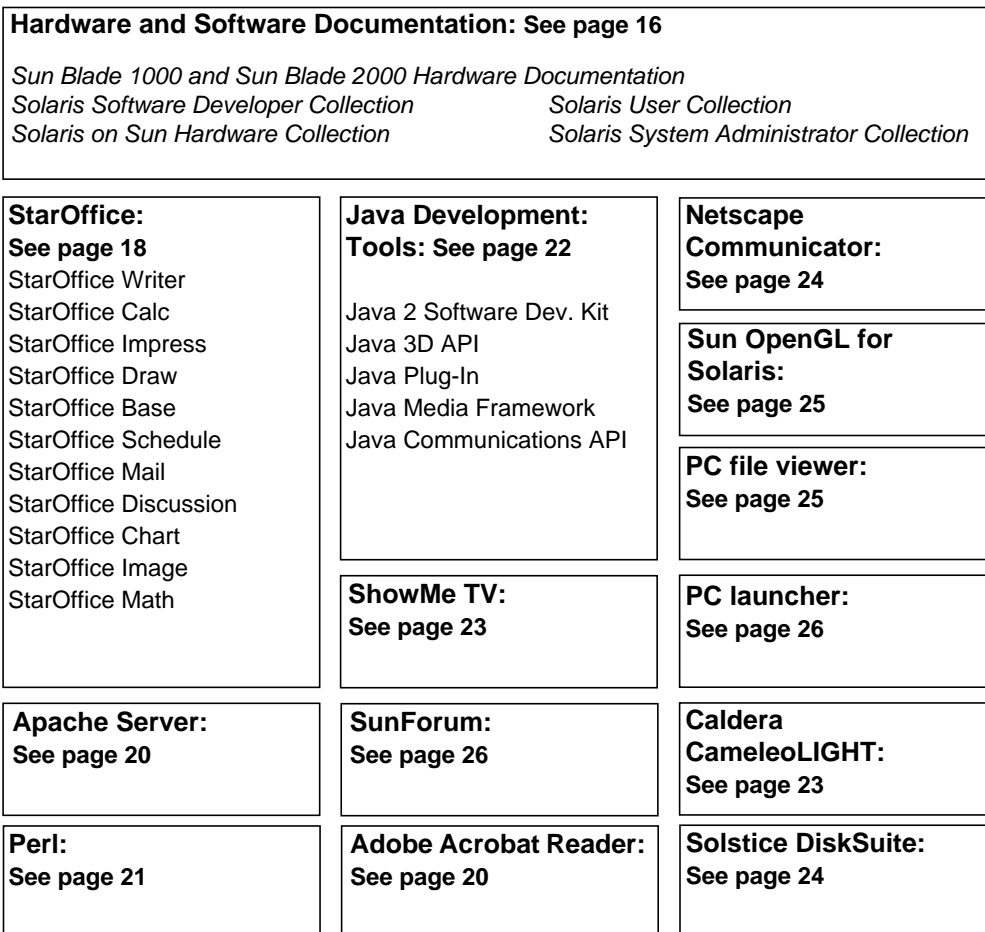 Hardware and Software Documentation: See page 16
Sun Blade 1000 and Sun Blade 2000 Hardware Documentation
Solaris Software Developer Collection Solaris User Collection
Solaris on Sun Hardware Collection Solaris System Administrator Collection
StarOffice:
See page 18
StarOffice Writer
StarOffice Calc
StarOffice Impress
StarOffice Draw
StarOffice Base
StarOffice Schedule
StarOffice Mail
StarOffice Discussion
StarOffice Chart
StarOffice Image
StarOffice Math
Java Development:
Tools: See page 22
Java 2 Software Dev. Kit
Java 3D API
Java Plug-In
Java Media Framework
Java Communications API
Netscape
Communicator:
See page 24
Sun OpenGL for
Solaris:
See page 25
PC file viewer:
See page 25
ShowMe TV:
See page 23
PC launcher:
See page 26
Apache Server:
See page 20
SunForum:
See page 26
Caldera
CameleoLIGHT:
See page 23
Perl:
See page 21
Adobe Acrobat Reader:
See page 20
Solstice DiskSuite:
See page 24